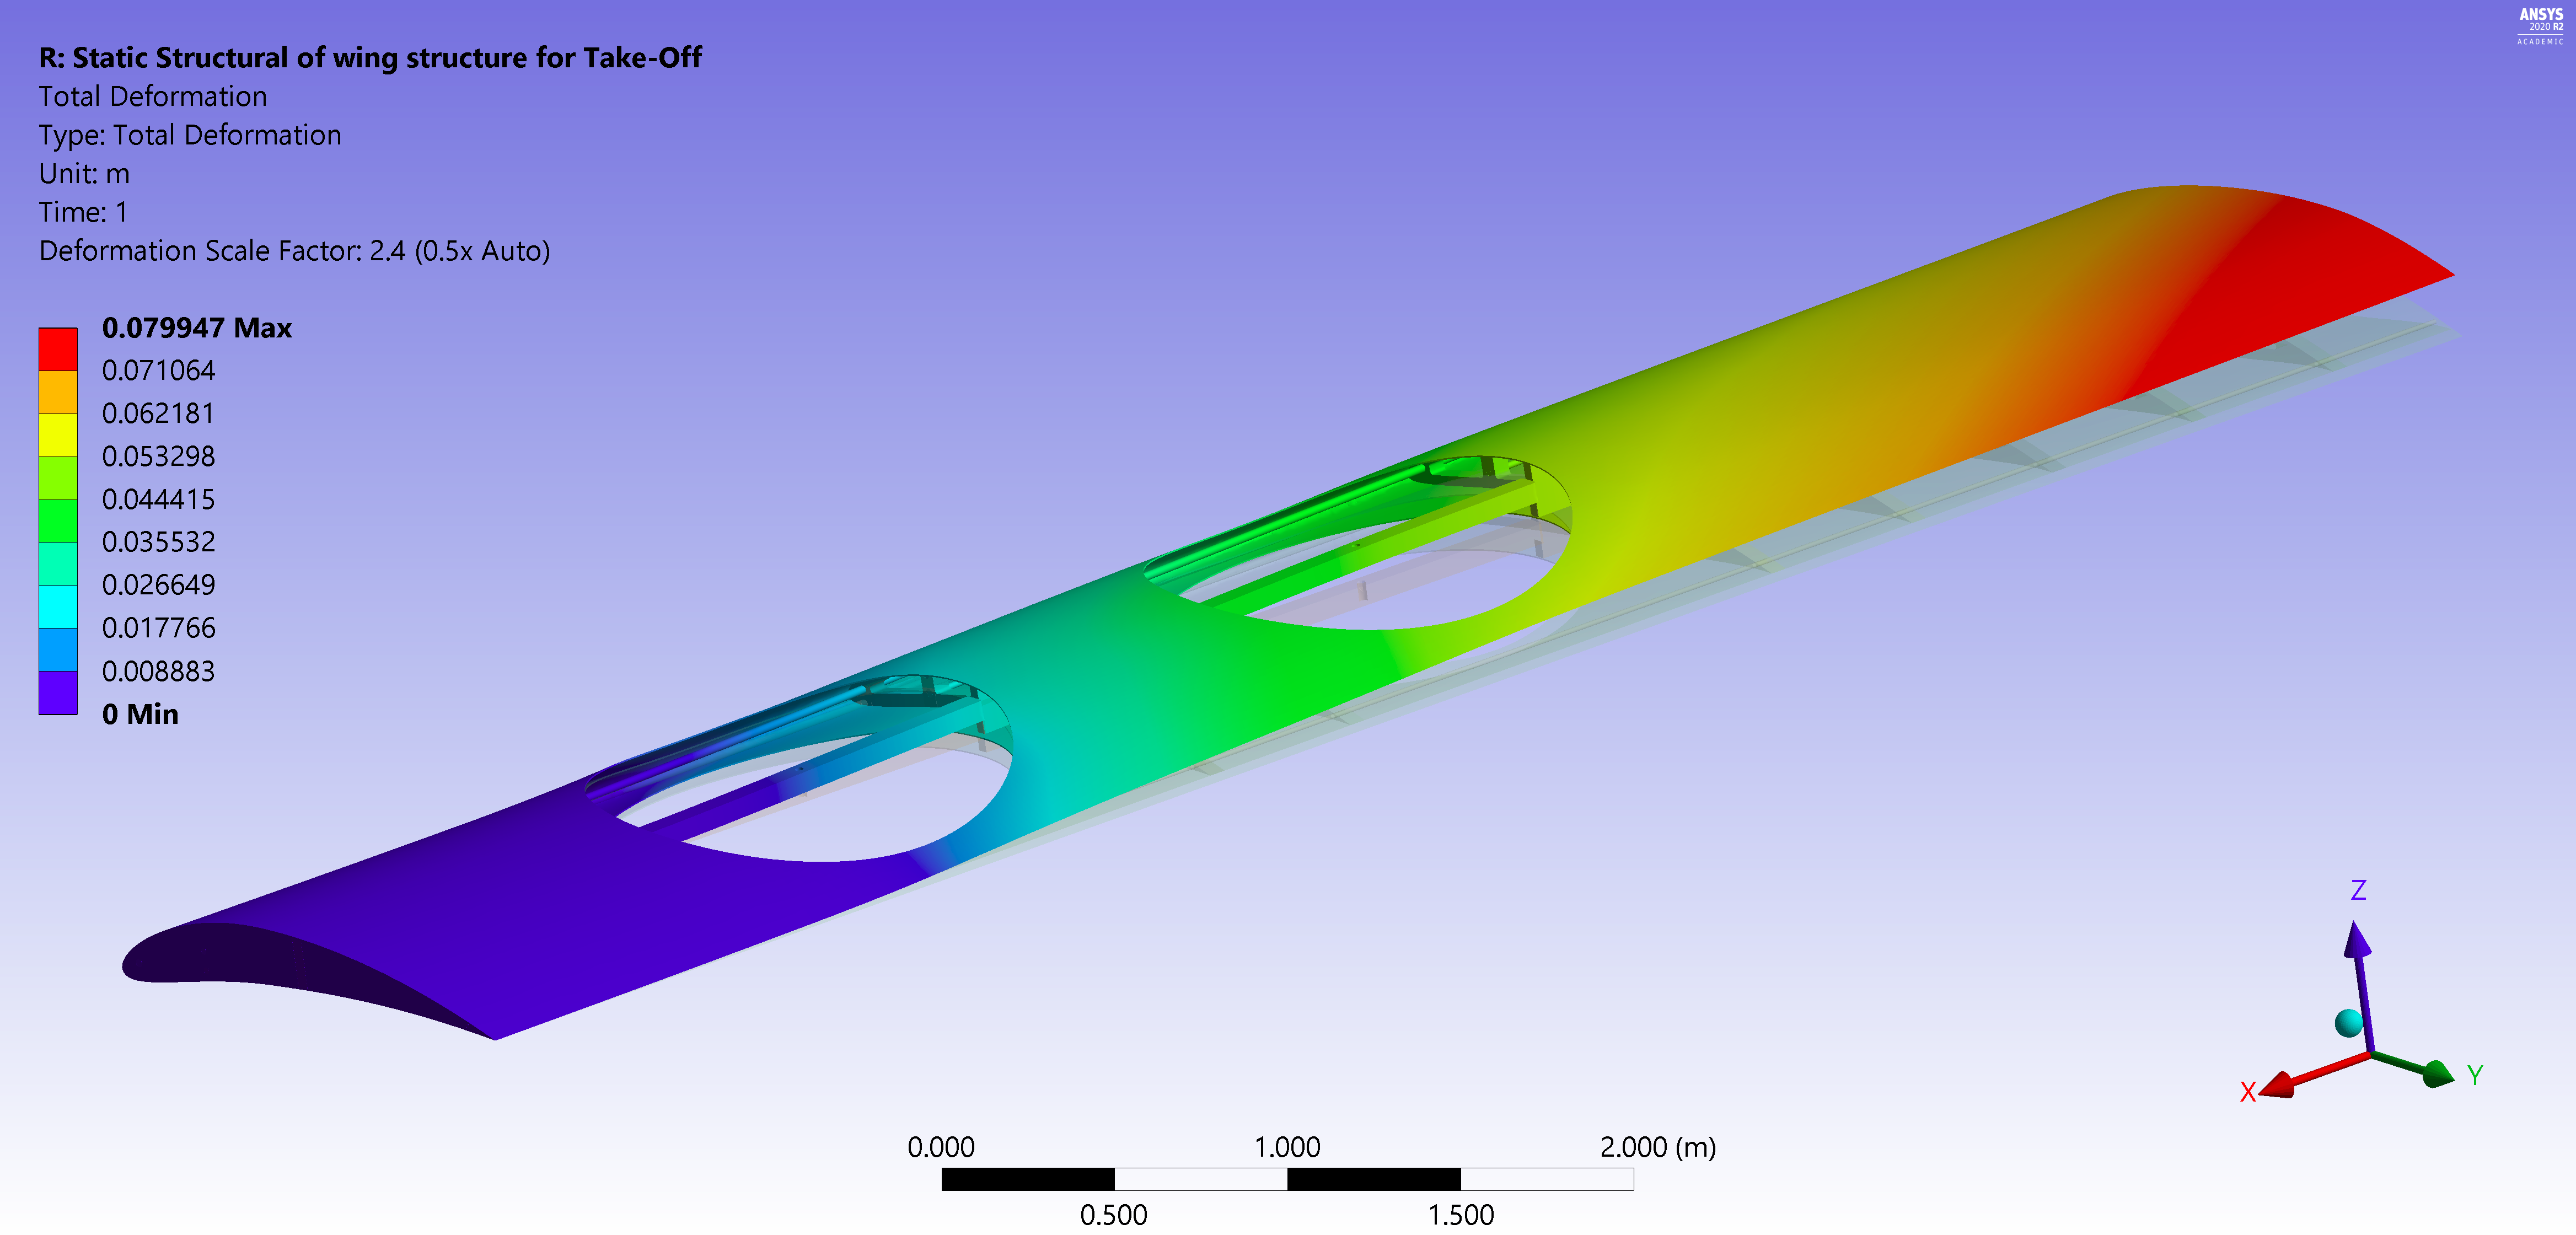 ANSYS
2020 R2
ACADEMIC
R: Static Structural of wing structure for Take-Off
Total Deformation
Type: Total Deformation
Unit: m
Time: 1
Deformation Scale Factor: 2.4 (0.5x Auto)
0.079947 Max
0.071064
0.062181
0.053298
0.044415
0.035532
0.026649
0.017766
0.008883
0 Min
Z
X
Y
0.000 1.000 2.000 (m)
0.500 1.500